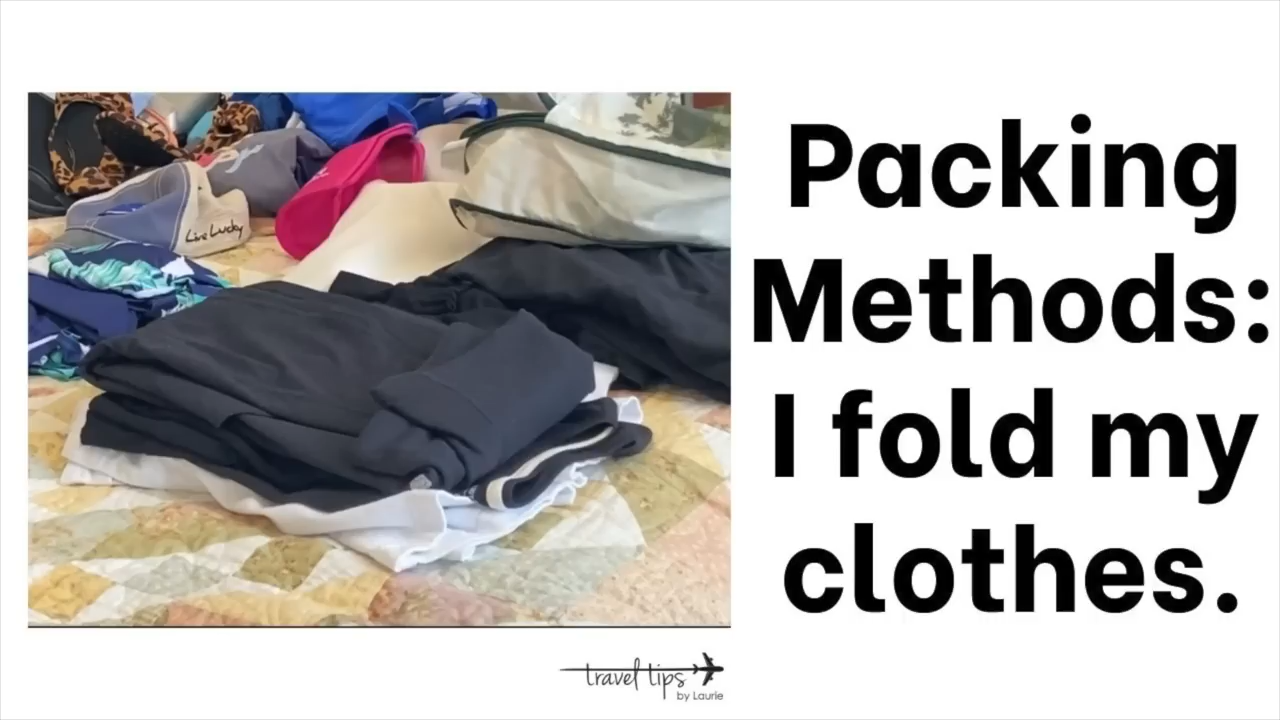 Packing
Methods:
I fold my
clothes.
Live Lucky
travel tips
by Laurie